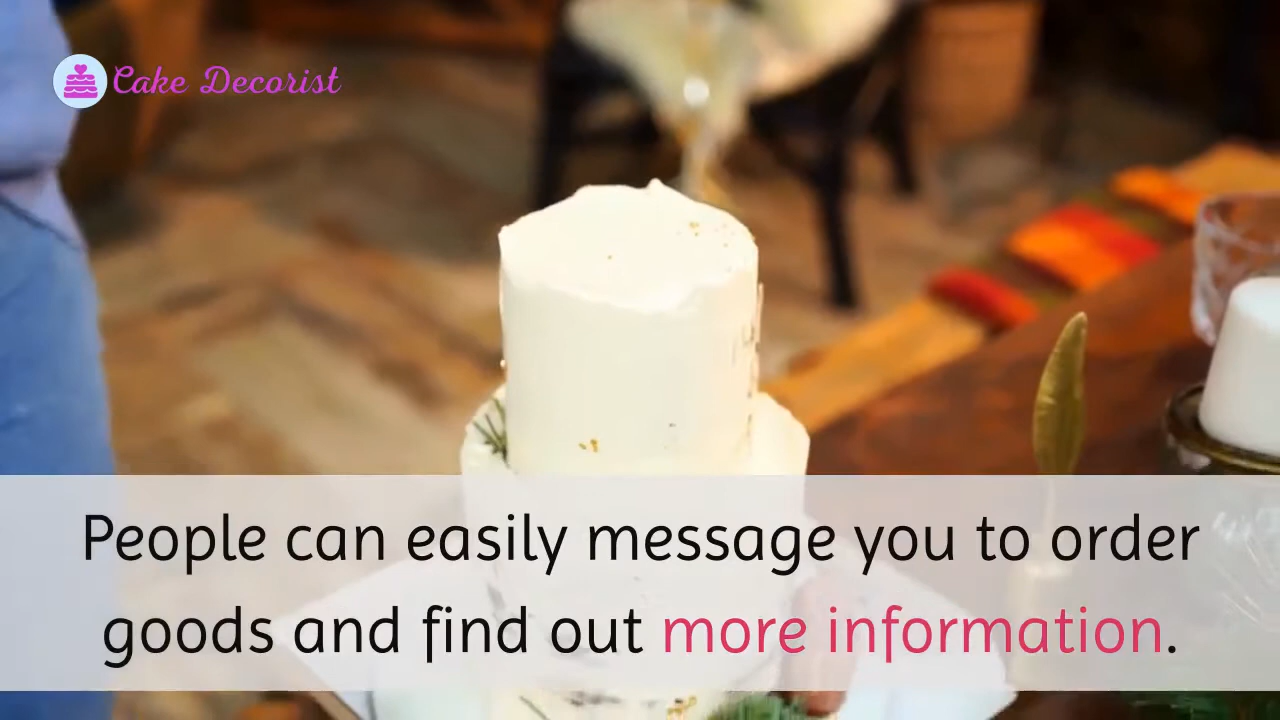 Cake Decorist
People can easily message you to order
goods and find out more information.